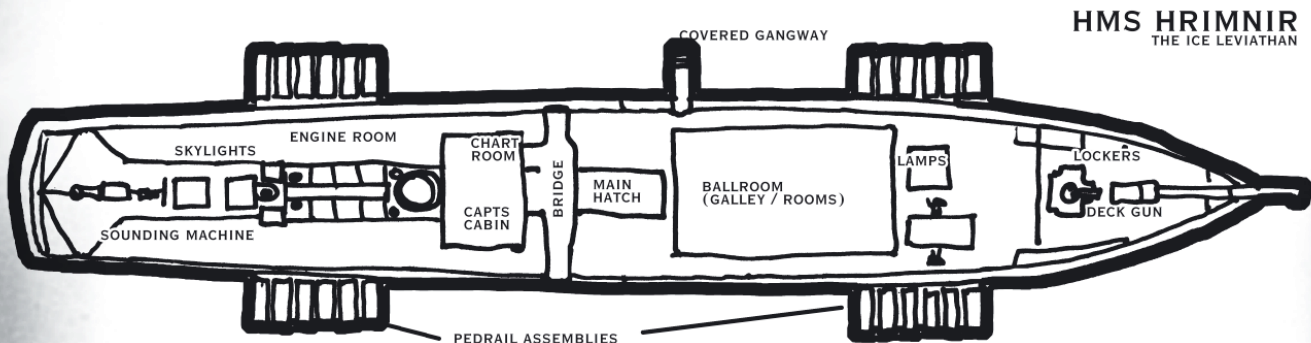 HMS HRIMNIR
THE ICE LEVIATHAN
COVERED GANGWAY
ENGINE ROOM
SKYLIGHTS
CHART
ROOM
LAMPS
LOCKERS
BRIDGE
MAIN
HATCH
BALLROOM
(GALLEY / ROOMS)
CAPTS
CABIN
DECK GUN
SOUNDING MACHINE
PEDRAIL ASSEMBLIES